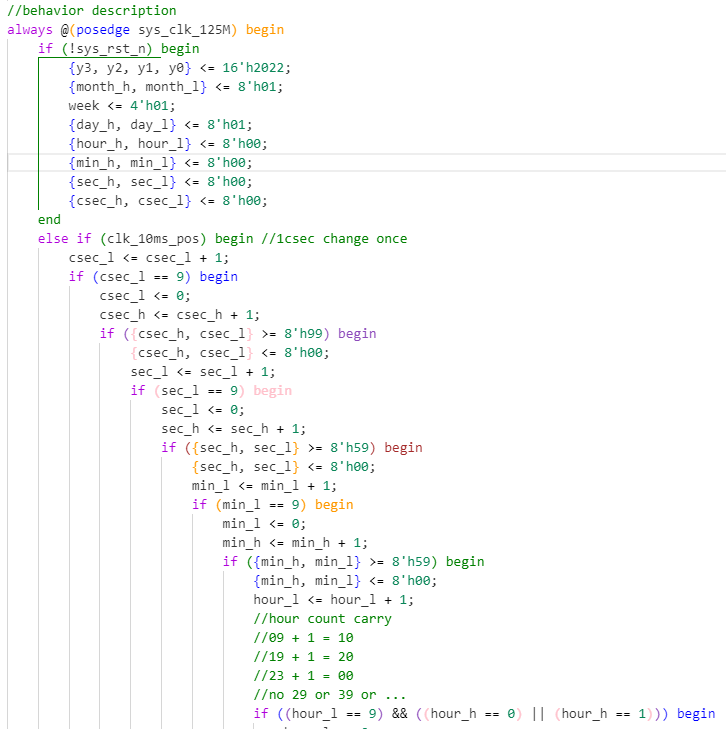 //behavior description
always @(posedge sys_clk_125M) begin
if (!sys_rst_n) begin
{y3, y2, y1, y0} <= 16'h2022;
{month_h, month_l} <= 8'h01;
week <= 4'h01;
{day_h, day_l} <= 8'h01;
{hour_h, hour_l} <= 8'h00;
{min_h, min_l} <= 8'h00;
{sec_h, sec_l} <= 8'h00;
{csec_h, csec_l} <= 8'h00;
end
else if (clk_10ms_pos) begin //1csec change once
csec_l <= csec_l + 1;
if (csec_l == 9) begin
csec_l <= 0;
csec_h <= csec_h + 1;
if ({csec_h, csec_l} >= 8'h99) begin
{csec_h, csec_l} <= 8'h00;
sec_l <= sec_l + 1;
if (sec_l == 9) begin
sec_l <= 0;
sec_h <= sec_h + 1;
if ({sec_h, sec_l} >= 8'h59) begin
{sec_h, sec_l} <= 8'h00;
min_l <= min_l + 1;
if (min_l == 9) begin
min_l <= 0;
min_h <= min_h + 1;
if ({min_h, min_l} >= 8'h59) begin
{min_h, min_l} <= 8'h00;
hour_l <= hour_l + 1;
//hour count carry
//09 + 1 = 10
//19 + 1 = 20
//23 + 1 = 00
//no 29 or 39 or ...
if ((hour_l == 9) && ((hour_h == 0) || (hour_h == 1))) begin